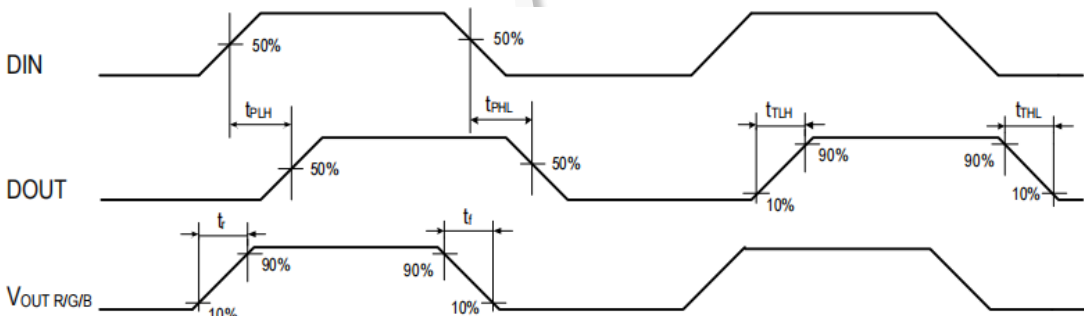 50%
50%
DIN
tPLH
tPHL
tTLH
tTHL
50%
50%
90%
90%
DOUT
10%
10%
tr
tf
90%
90%
VOUT R/G/B
10%
10%